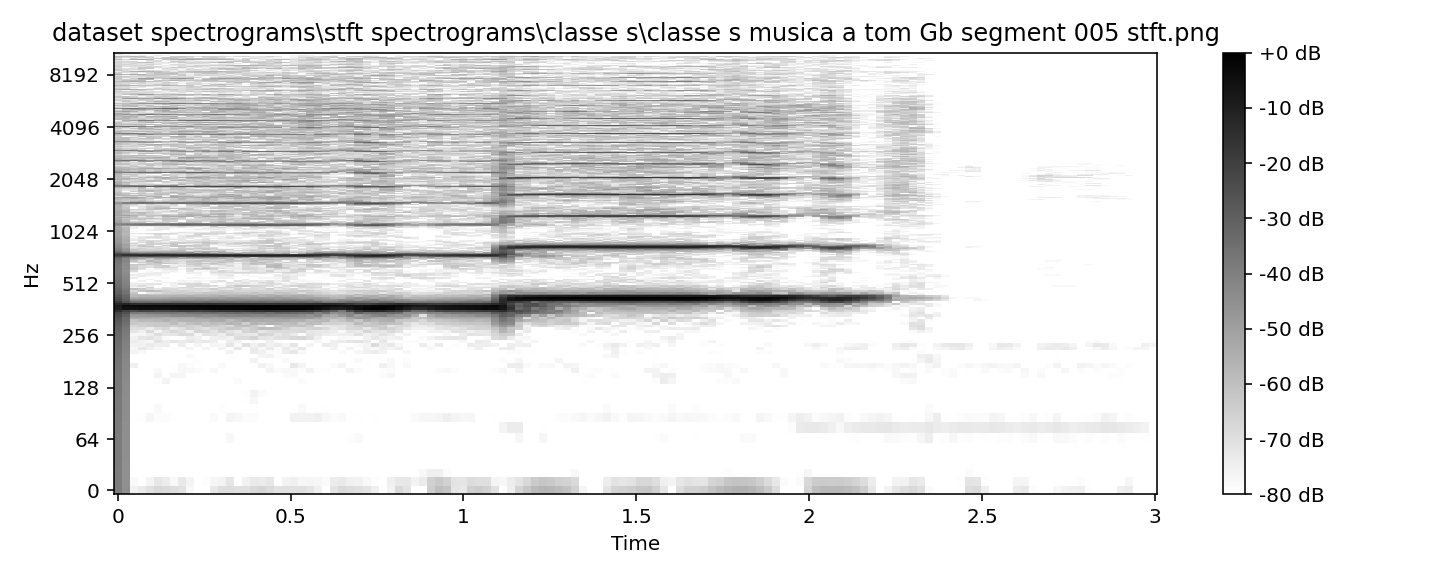 dataset spectrograms\stft spectrograms\classe s\classe s musica a tom Gb segment 005 stft.png
8192
4096
2048
1024
512
256
128
64
0
Hz
0
0.5
1
1.5
2
2.5
3
Time
+0 dB
-10 dB
-20 dB
-30 dB
-40 dB
-50 dB
-60 dB
-70 dB
-80 dB